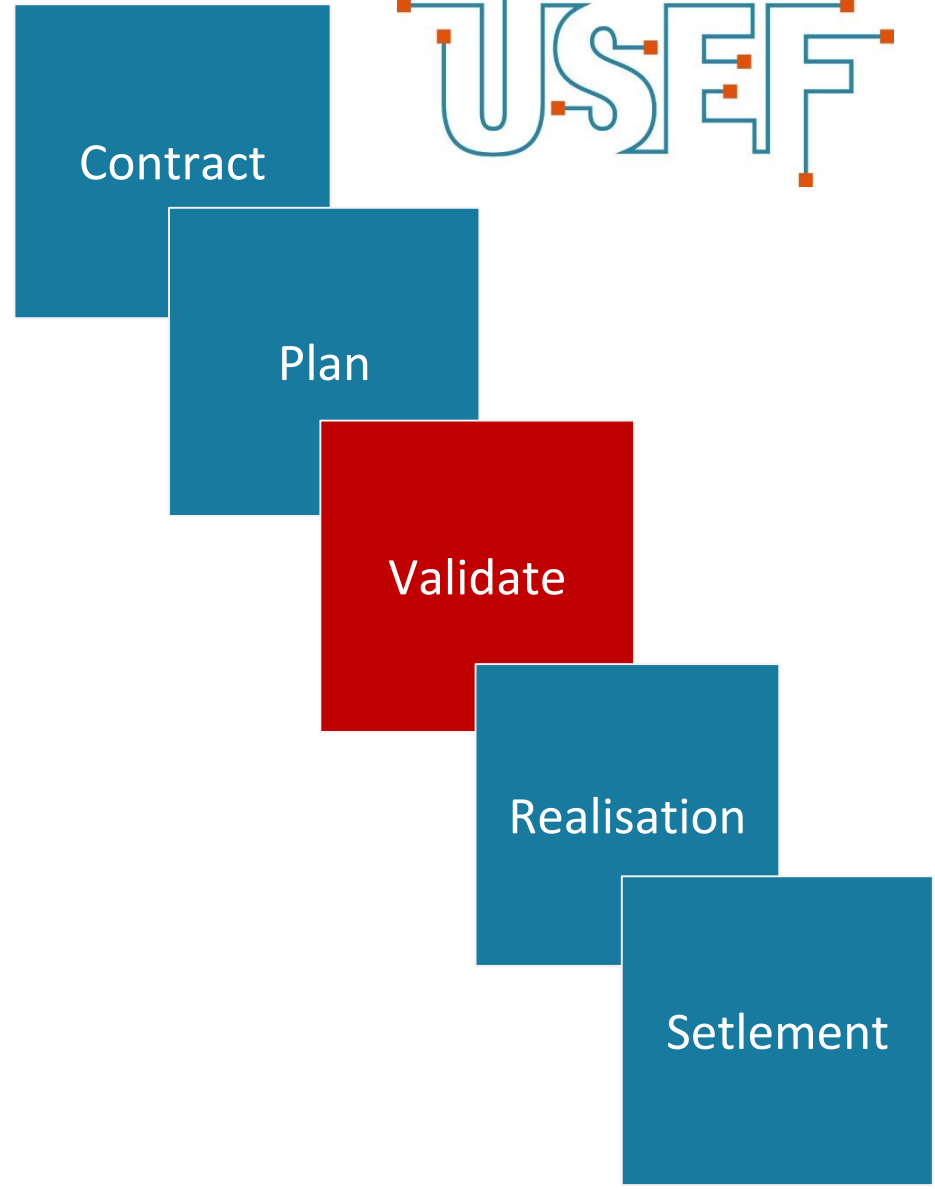 USEF
Contract
Plan
Validate
Realisation
Setlement